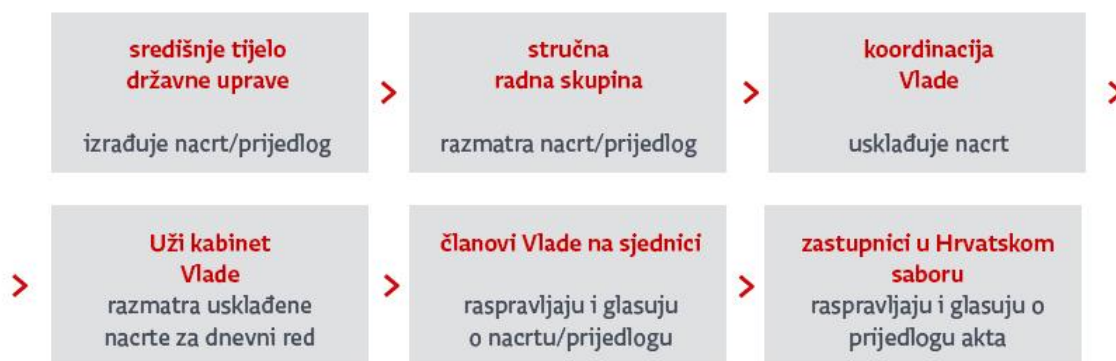 središnje tijelo
državne uprave
izrađuje nacrt/prijedlog
>
stručna
radna skupina
razmatra nacrt/prijedlog
>
koordinacija
Vlade
usklađuje nacrt
>
>
Uži kabinet
Vlade
razmatra usklađene
nacrte za dnevni red
>
članovi Vlade na sjednici
raspravljaju i glasuju
o nacrtu/prijedlogu
>
zastupnici u Hrvatskom
saboru
raspravljaju i glasuju o
prijedlogu akta